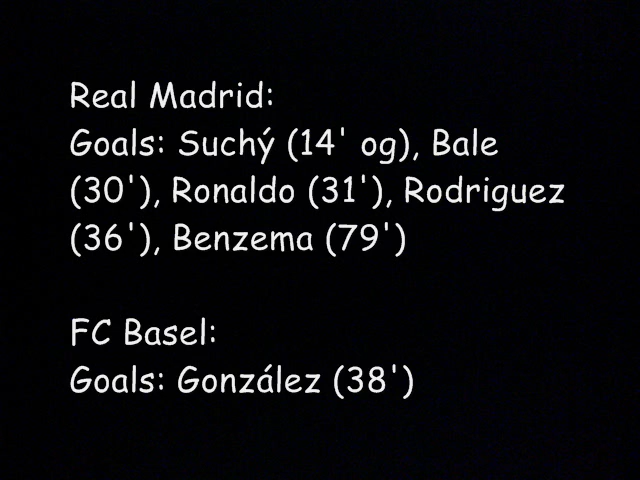 Real Madrid:
Goals: Suchý (14' og), Bale
(30'), Ronaldo (31'), Rodriguez
(36'), Benzema (79')
FC Basel:
Goals: González (38')